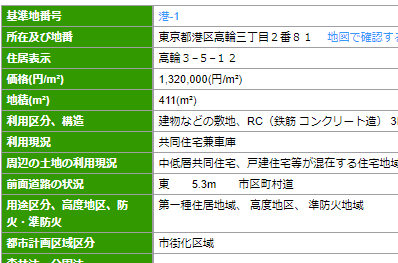 基準地番号 港-1
所在及び地番 東京都港区高輪三丁目２番８１ 地図で確認する
住居表示 高輪３−５−１２
価格(円/m²) 1,320,000(円/m²)
地積(m²) 411(m²)
利用区分、構造 建物などの敷地、RC（鉄筋 コンクリート造）
利用現況 共同住宅兼車庫
周辺の土地の利用現況 中低層共同住宅、戸建住宅等が混在する住宅地域
前面道路の状況 東 5.3m 市区町村道
用途区分、高度地区、防 第一種住居地域、 高度地区、 準防火地域
火・準防火
都市計画区域区分 市街化区域